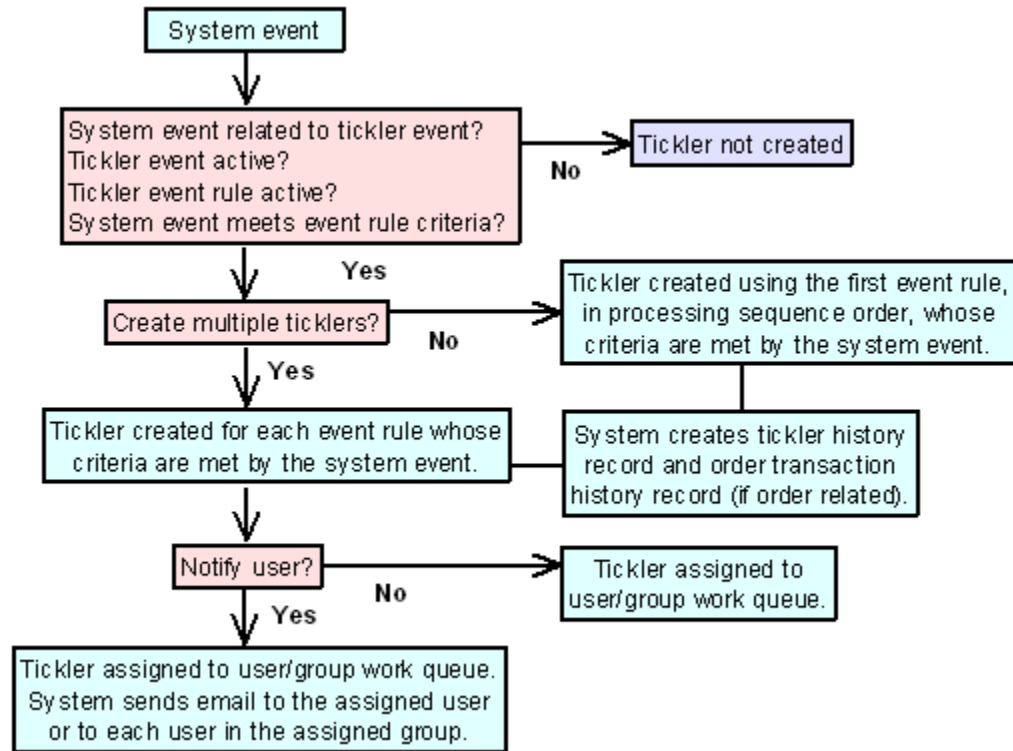 System event
System event related to tickler event?
Tickler event active?
Tickler event rule active?
System event meets event rule criteria?
No
Tickler not created
Yes
Create multiple ticklers?
No
Tickler created using the first event rule,
in processing sequence order, whose
criteria are met by the system event.
Yes
Tickler created for each event rule whose
criteria are met by the system event.
System creates tickler history
record and order transaction
history record (if order related).
Notify user?
No
Tickler assigned to
user/group work queue.
Yes
Tickler assigned to user/group work queue.
System sends email to the assigned user
or to each user in the assigned group.